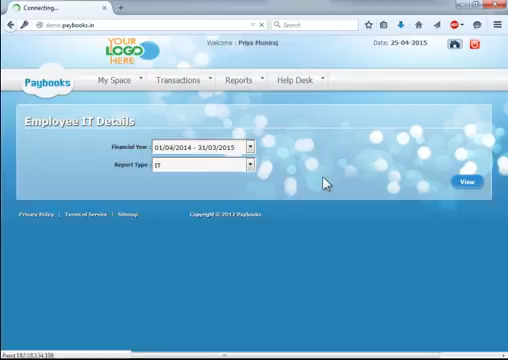 Connecting...
demo.paybooks.in
Search
YOUR
LOGO
HERE
Welcome : Priya Muniraj
Date: 25-04-2015
Paybooks
My Space
Transactions
Reports
Help Desk
Employee IT Details
Financial Year :
01/04/2014 - 31/03/2015
Report Type :
IT
View
Privacy Policy | Terms of Service | Sitemap
Copyright © 2012 Paybooks